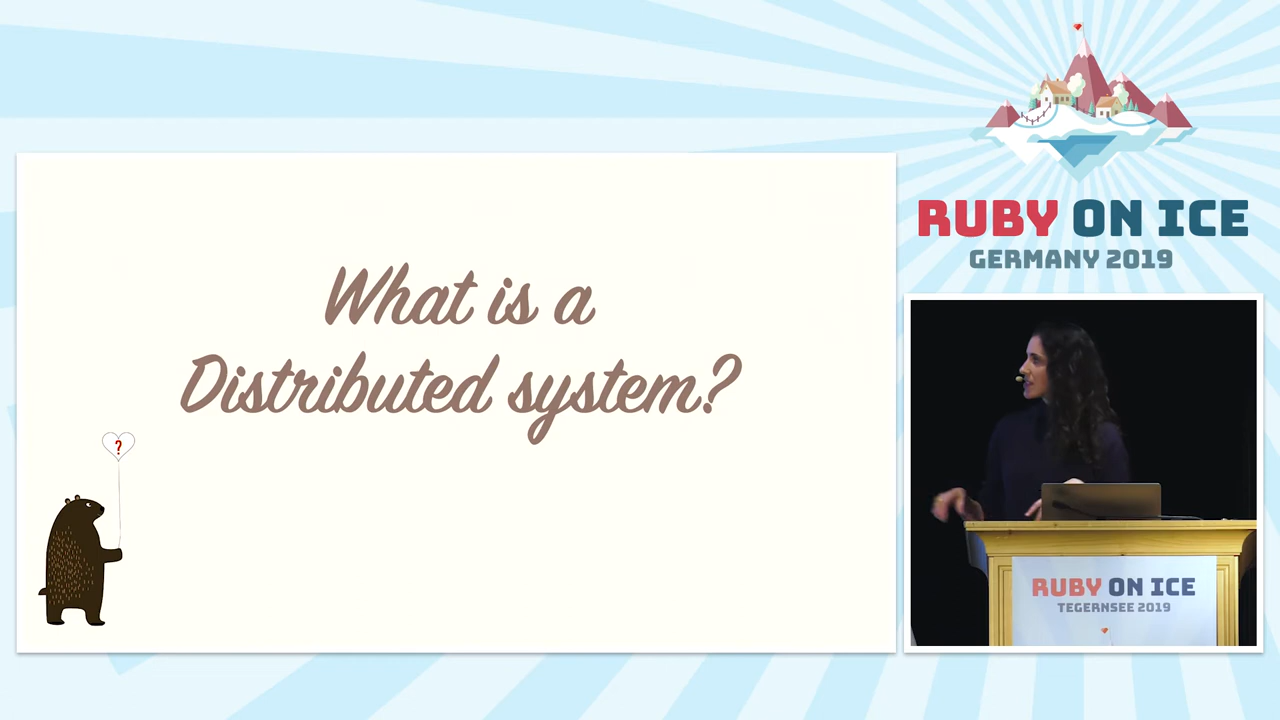 What is a
Distributed system?
?
RUBY ON ICE
GERMANY 2019
RUBY ON ICE
TEGERNSEE 2019